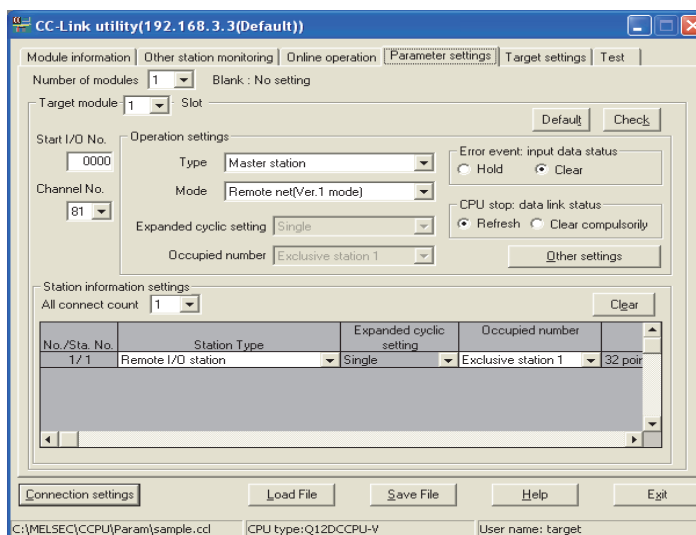 CC-Link utility(192.168.3.3(Default))
Module information Other station monitoring Online operation Parameter settings Target settings Test
Number of modules 1 Blank : No setting
Target module 1 Slot
Default Check
Start I/O No. Operation settings
0000 Type Master station
Error event: input data status
Hold Clear
Channel No. Mode Remote net(Ver.1 mode)
81
CPU stop: data link status
Refresh Clear compulsorily
Expanded cyclic setting Single
Occupied number Exclusive station 1 Other settings
Station information settings
All connect count 1 Clear
No./Sta. No. Station Type Expanded cyclic setting Occupied number
1/ 1 Remote I/O station Single Exclusive station 1 32 poin
Connection settings Load File Save File Help Exit
C:\MELSEC\CCPU\Param\sample.ccl CPU type:Q12DCCPU-V User name: target